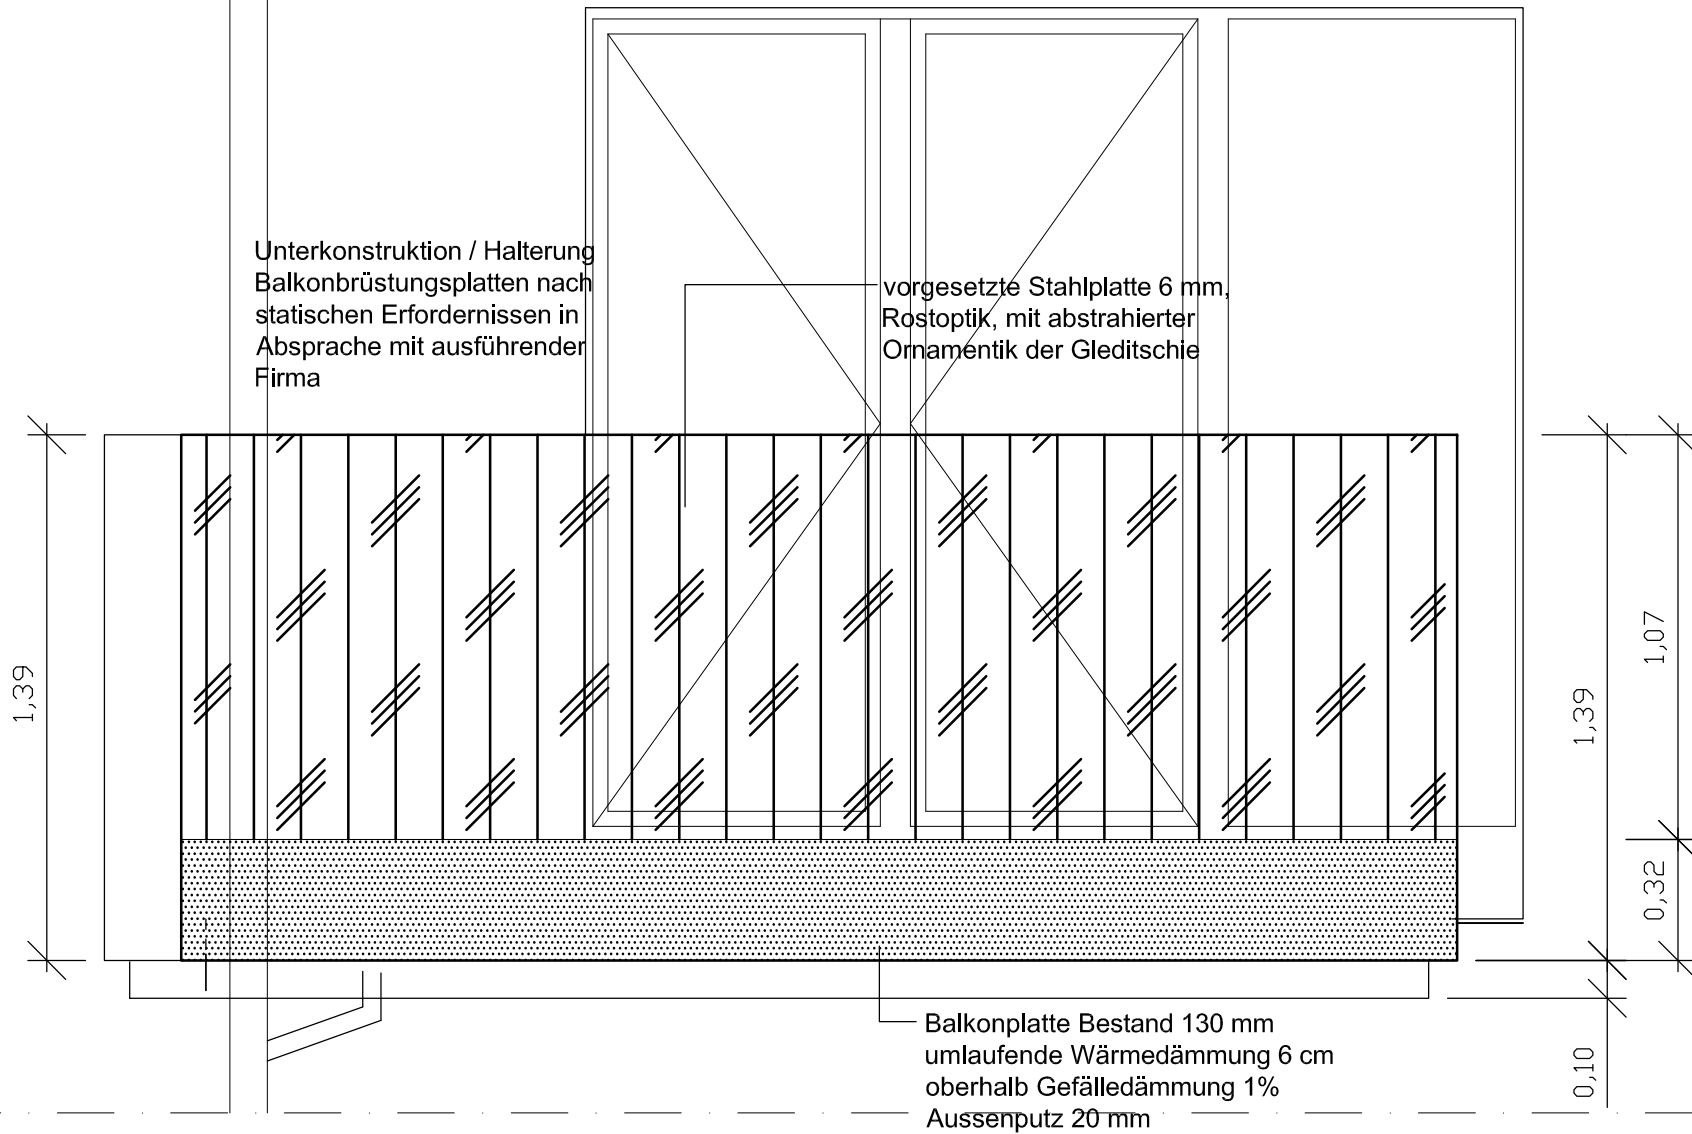 Unterkonstruktion / Halterung
Balkonbrüstungsplatten nach
statischen Erfordernissen in
Absprache mit ausführender
Firma
vorgesetzte Stahlplatte 6 mm,
Rostoptik, mit abstrahierter
Ornamentik der Gleditschie
1,39
1,07
1,39
0,32
0,10
Balkonplatte Bestand 130 mm
umlaufende Wärmedämmung 6 cm
oberhalb Gefälledämmung 1%
Aussenputz 20 mm